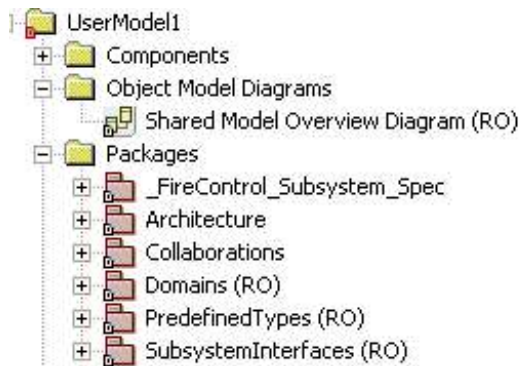 UserModel1
Components
Object Model Diagrams
Shared Model Overview Diagram (RO)
Packages
_FireControl_Subsystem_Spec
Architecture
Collaborations
Domains (RO)
PredefinedTypes (RO)
SubsystemInterfaces (RO)